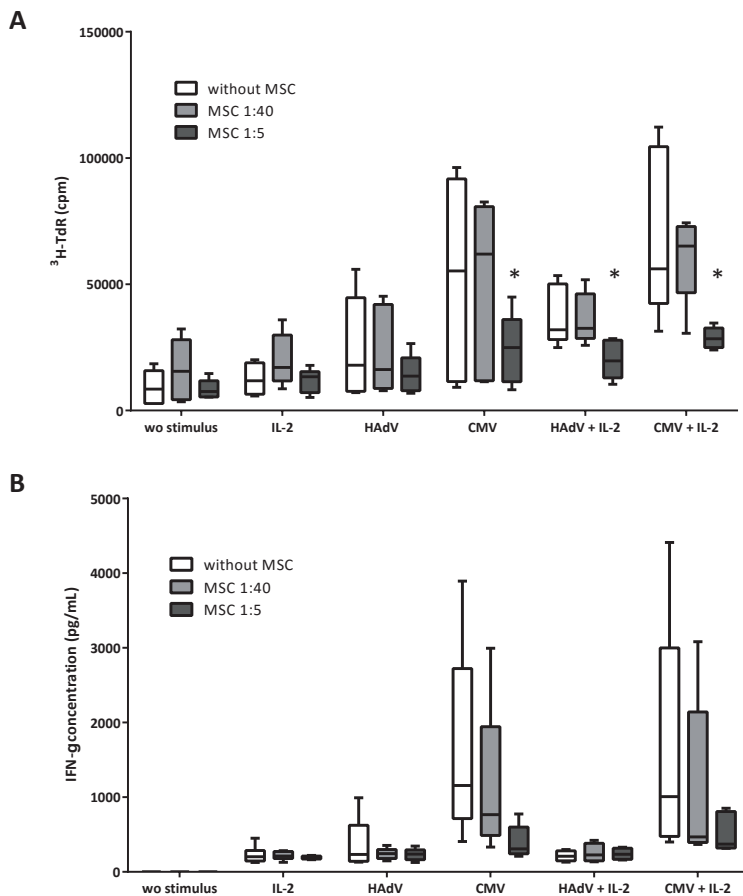 A
150000
without MSC
MSC 1:40
MSC 1:5
100000
³H-TdR (cpm)
50000
* * *
0
wo stimulus IL-2 HAdV CMV HAdV + IL-2 CMV + IL-2
B
5000
without MSC
MSC 1:40
MSC 1:5
4000
3000
IFN-gconcentration (pg/mL)
2000
1000
0
wo stimulus IL-2 HAdV CMV HAdV + IL-2 CMV + IL-2